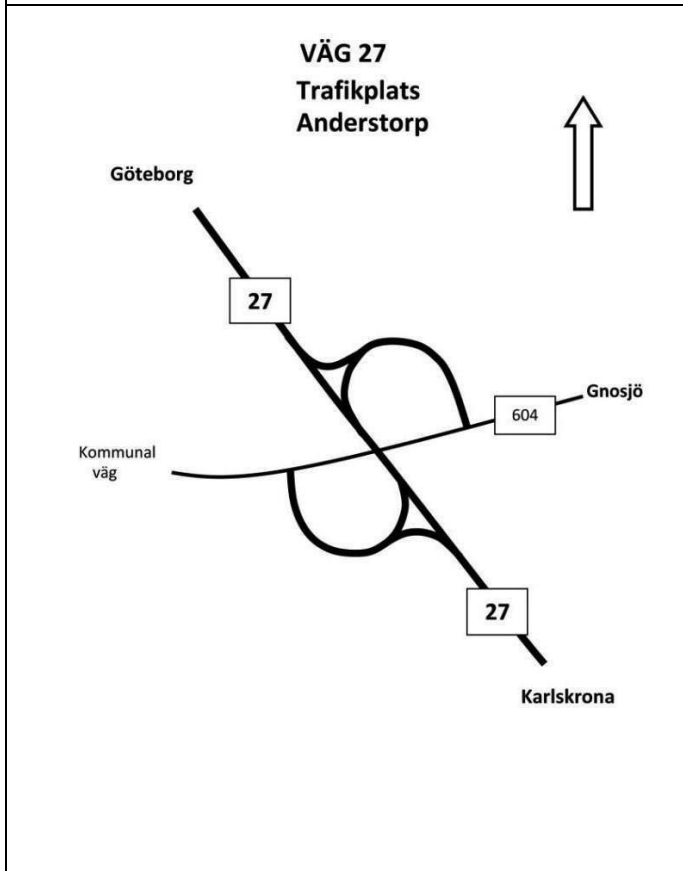 VÄG 27
Trafikplats
Anderstorp
Göteborg
27
Gnosjö
604
Kommunal
väg
27
Karlskrona